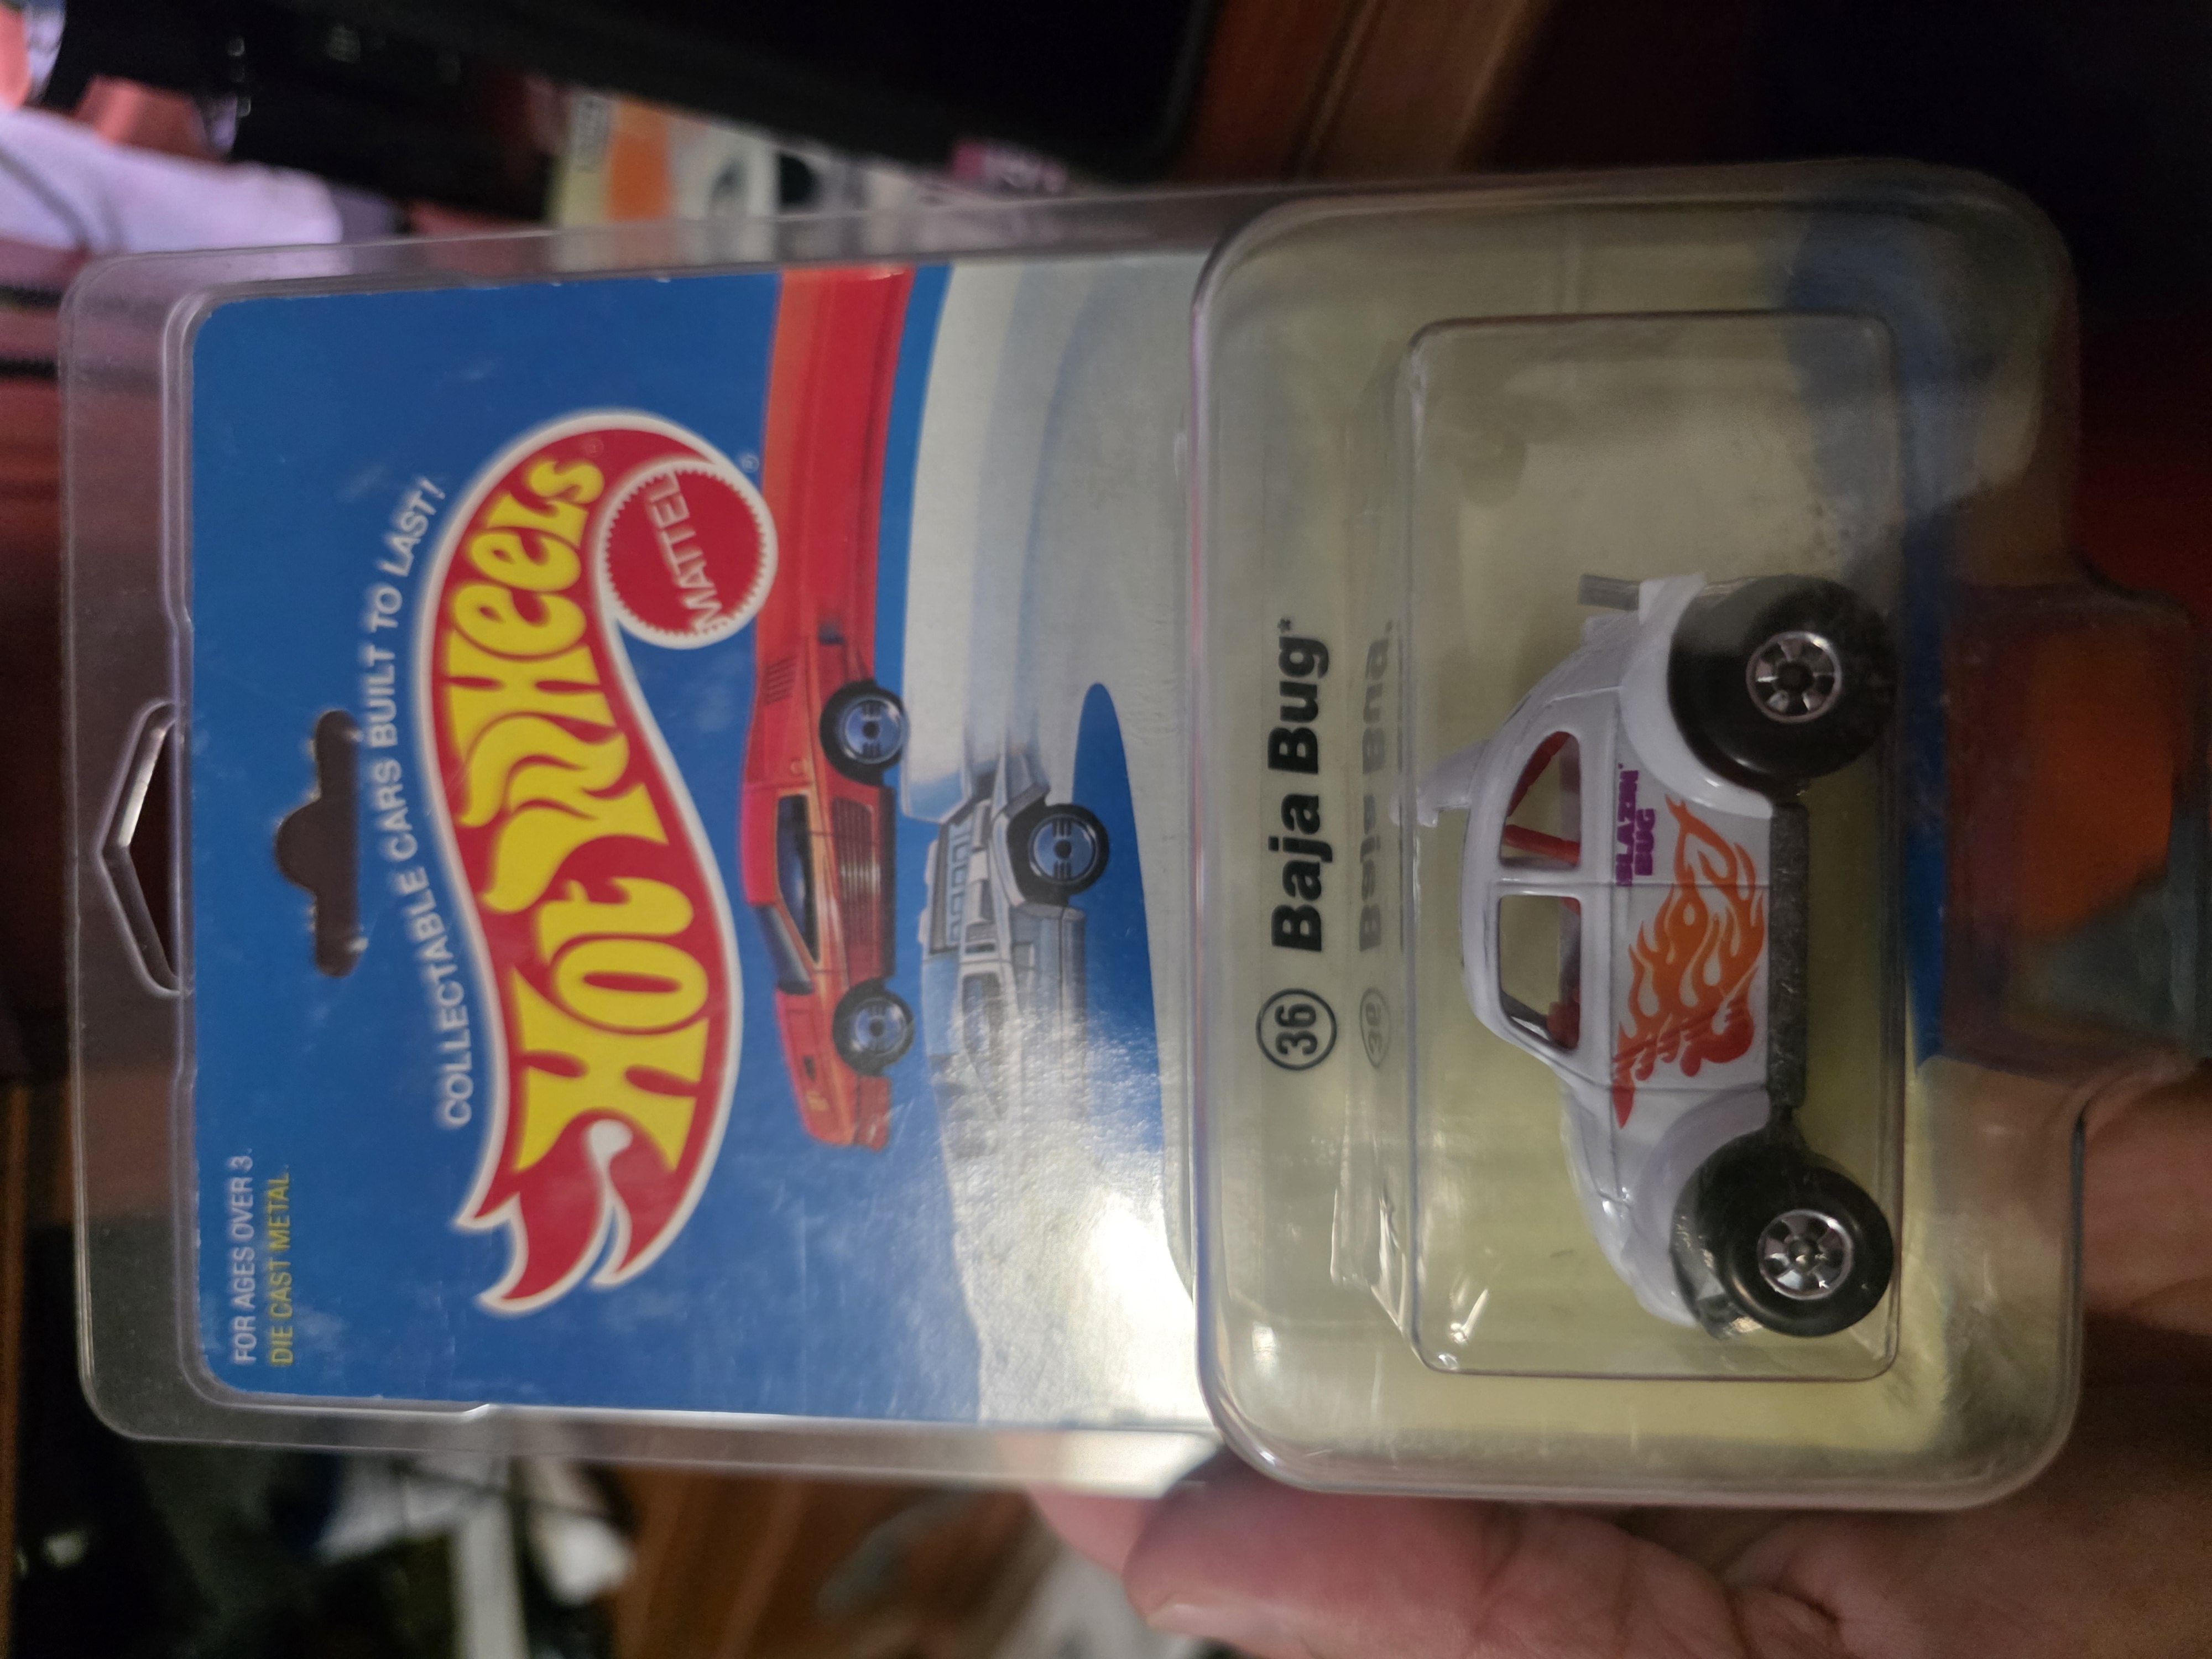 FOR AGES OVER 3.
DIE CAST METAL.
COLLECTABLE CARS BUILT TO LAST!
Hot Wheels®
MATTEL®
36 Baja Bug*
BLAZIN'
BUG